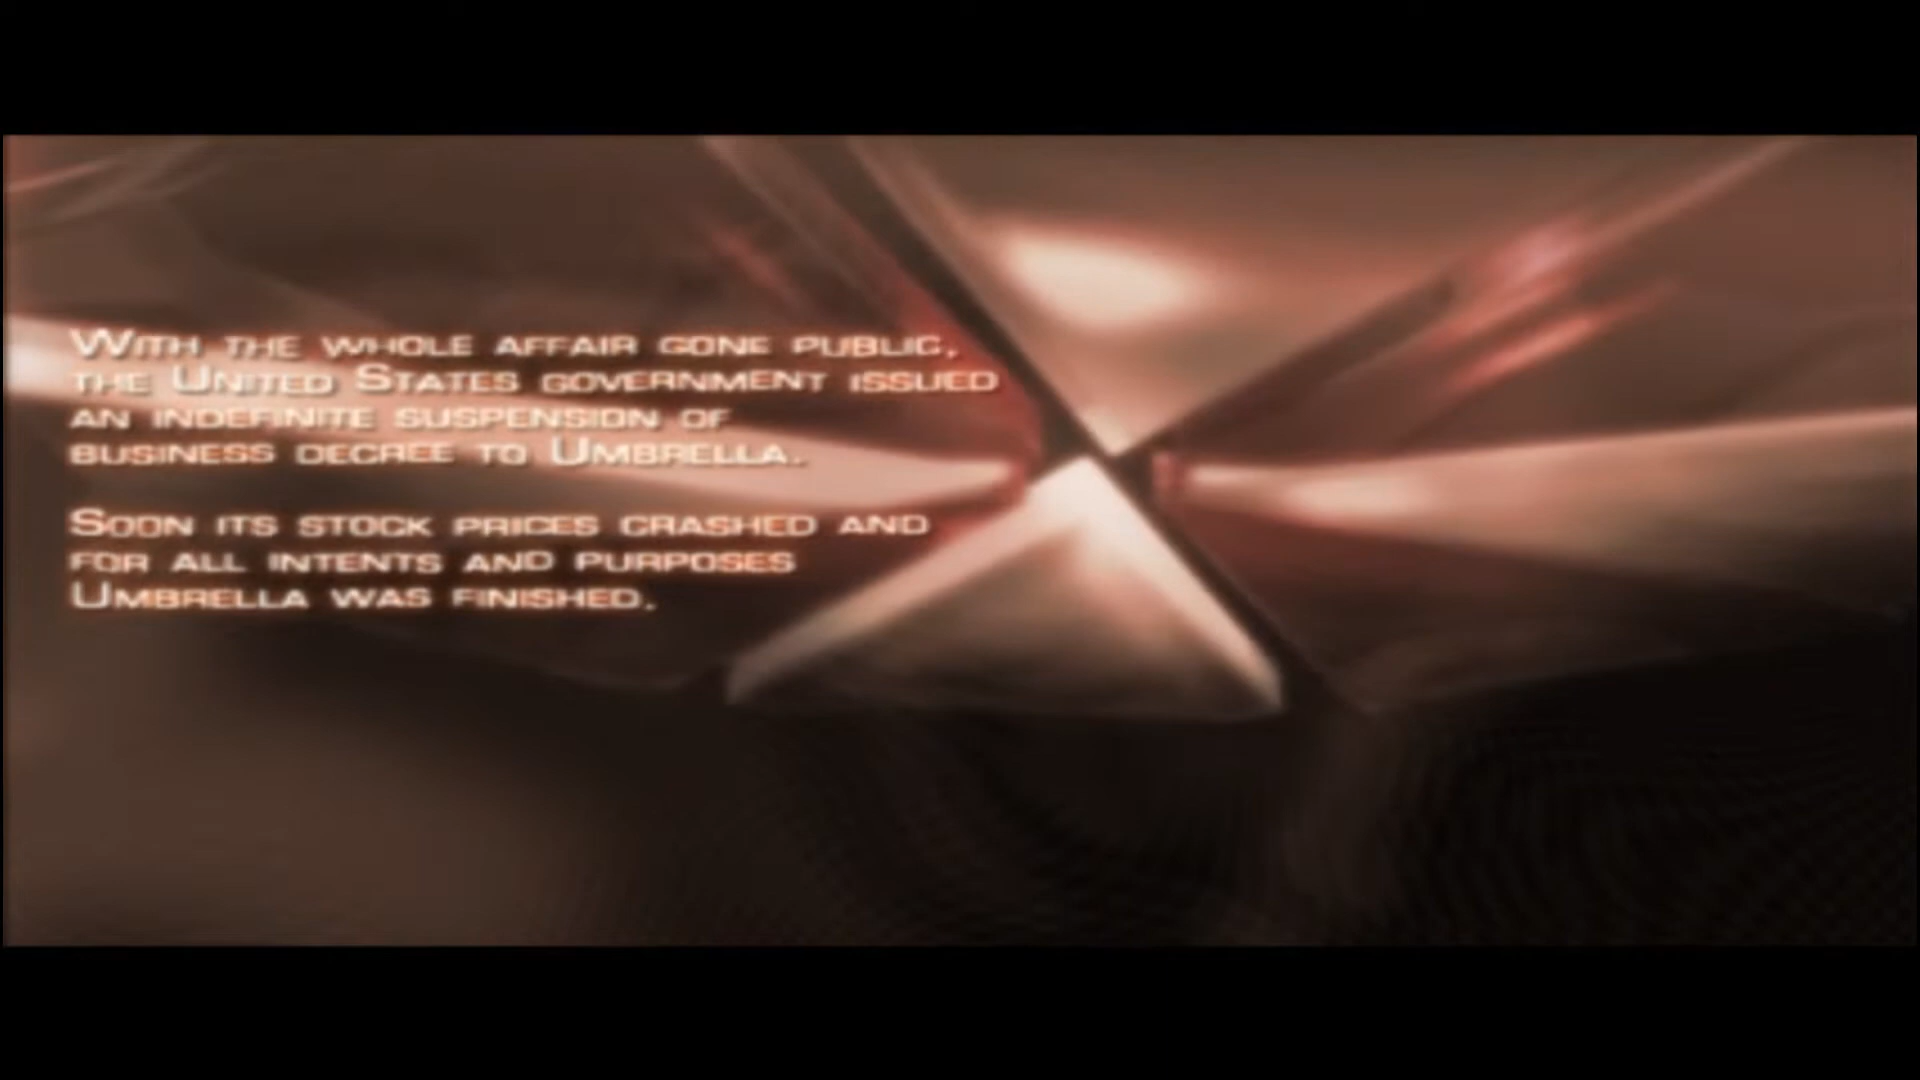 With the whole affair gone public,
the United States government issued
an indefinite suspension of
business decree to Umbrella.
Soon its stock prices crashed and
for all intents and purposes
Umbrella was finished.